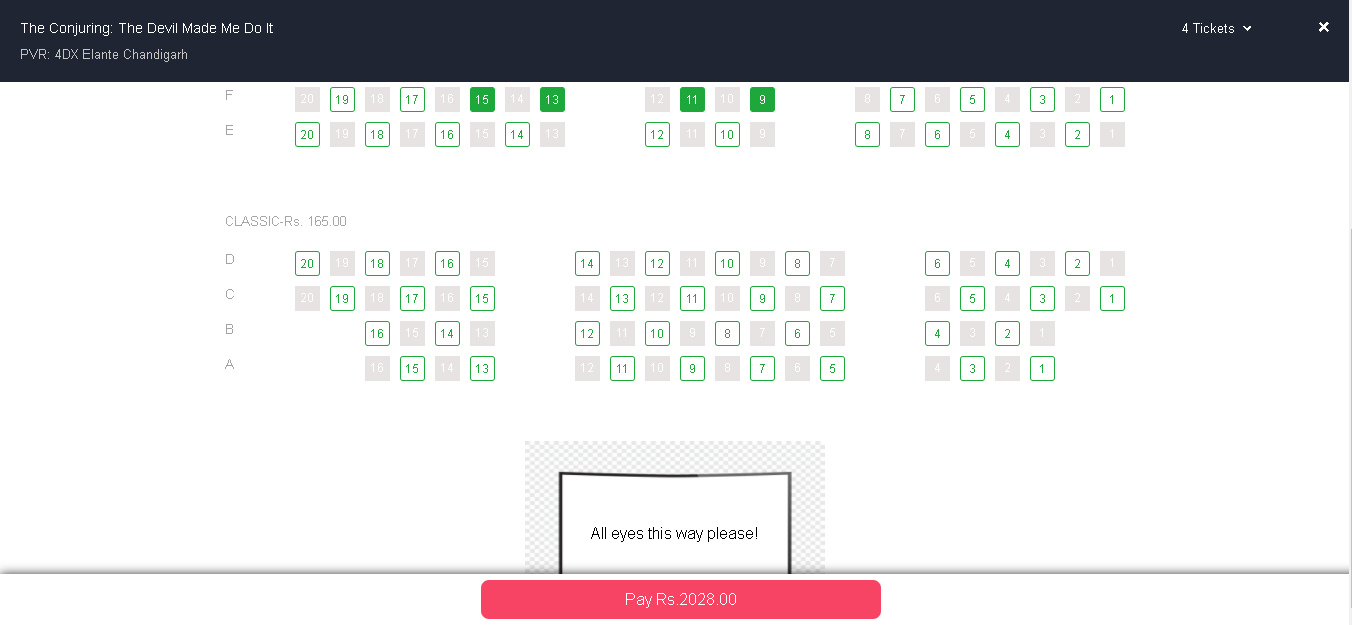 The Conjuring: The Devil Made Me Do It
4 Tickets
PVR: 4DX Elante Chandigarh
F 20 19 18 17 16 15 14 13 12 11 10 9 8 7 6 5 4 3 2 1
E 20 19 18 17 16 15 14 13 12 11 10 9 8 7 6 5 4 3 2 1
CLASSIC-Rs. 165.00
D 20 19 18 17 16 15 14 13 12 11 10 9 8 7 6 5 4 3 2 1
C 20 19 18 17 16 15 14 13 12 11 10 9 8 7 6 5 4 3 2 1
B 16 15 14 13 12 11 10 9 8 7 6 5 4 3 2 1
A 16 15 14 13 12 11 10 9 8 7 6 5 4 3 2 1
All eyes this way please!
Pay Rs.2028.00